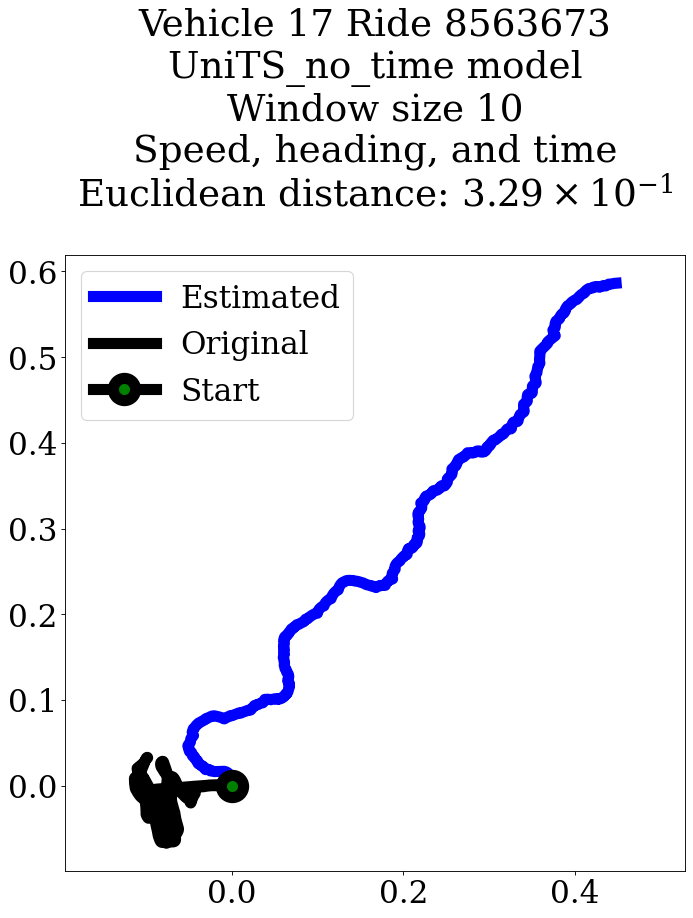 Vehicle 17 Ride 8563673
UniTS_no_time model
Window size 10
Speed, heading, and time
Euclidean distance: 3.29 × 10⁻¹
Estimated
Original
Start
0.6
0.5
0.4
0.3
0.2
0.1
0.0
0.0 0.2 0.4